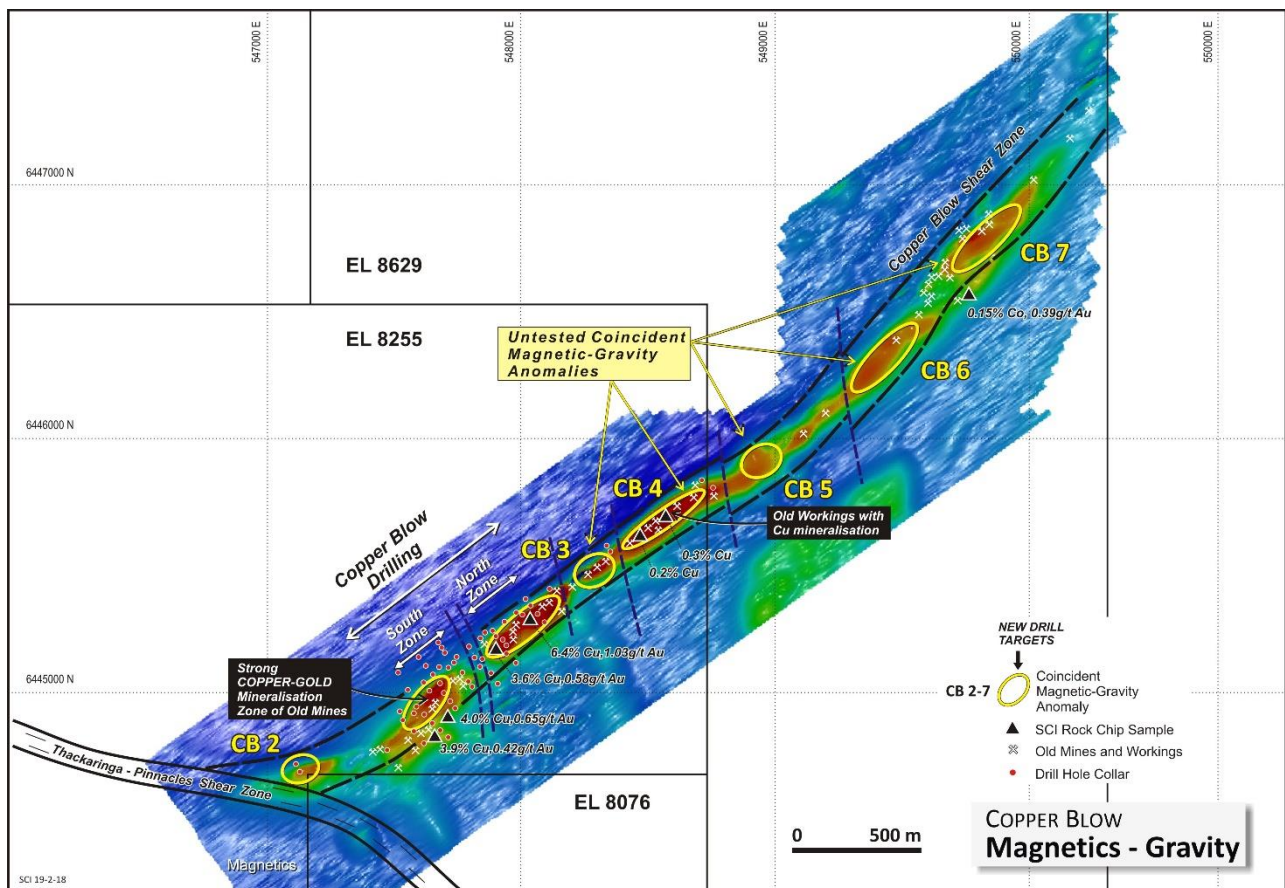 547000 E
548000 E
549000 E
550000 E
550000 E
6447000 N
6446000 N
6445000 N
EL 8629
EL 8255
EL 8076
Copper Blow Shear Zone
CB 7
0.15% Co, 0.39g/t Au
CB 6
Untested Coincident
Magnetic-Gravity
Anomalies
CB 5
CB 4
Old Workings with
Cu mineralisation
0.3% Cu
0.2% Cu
CB 3
Copper Blow
Drilling
North
Zone
South
Zone
6.4% Cu,1.03g/t Au
3.6% Cu,0.58g/t Au
4.0% Cu,0.65g/t Au
3.9% Cu,0.42g/t Au
Strong
COPPER-GOLD
Mineralisation
Zone of Old Mines
CB 2
Thackaringa - Pinnacles Shear Zone
Magnetics
SCI 19-2-18
NEW DRILL
TARGETS
CB 2-7
Coincident
Magnetic-Gravity
Anomaly
SCI Rock Chip Sample
Old Mines and Workings
Drill Hole Collar
0 500 m
COPPER BLOW
Magnetics - Gravity